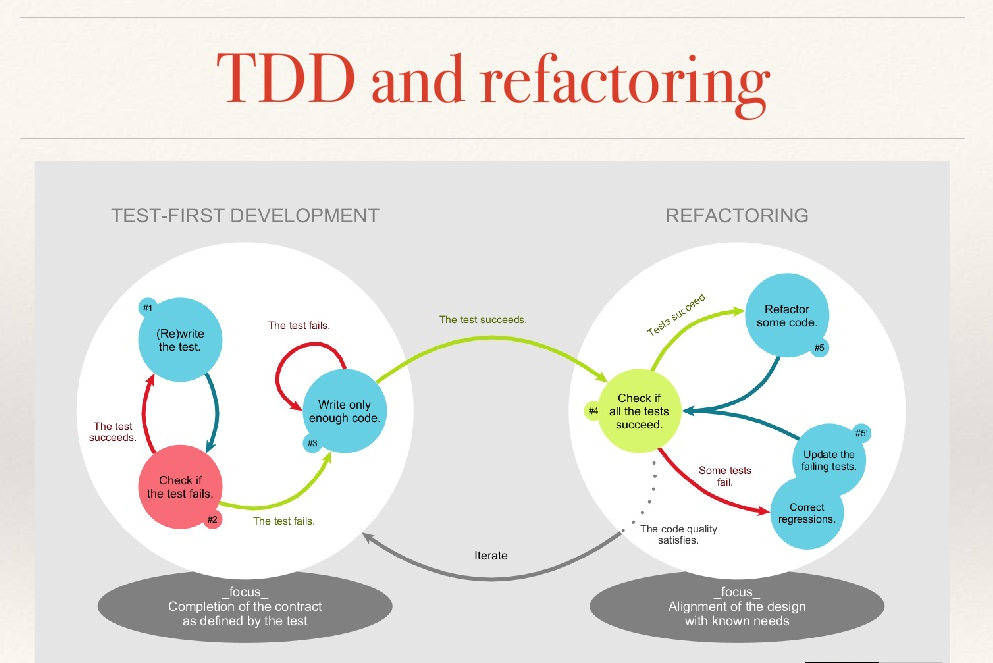 TDD and refactoring
TEST-FIRST DEVELOPMENT
REFACTORING
#1
(Re)write
the test.
The test
succeeds.
Check if
the test fails.
#2
The test fails.
The test fails.
Write only
enough code.
#3
The test succeeds.
#4
Check if
all the tests
succeed.
Tests succeed
Refactor
some code.
#5
#5'
Update the
failing tests.
Correct
regressions.
Some tests
fail.
The code quality
satisfies.
Iterate
_focus_
Completion of the contract
as defined by the test
_focus_
Alignment of the design
with known needs